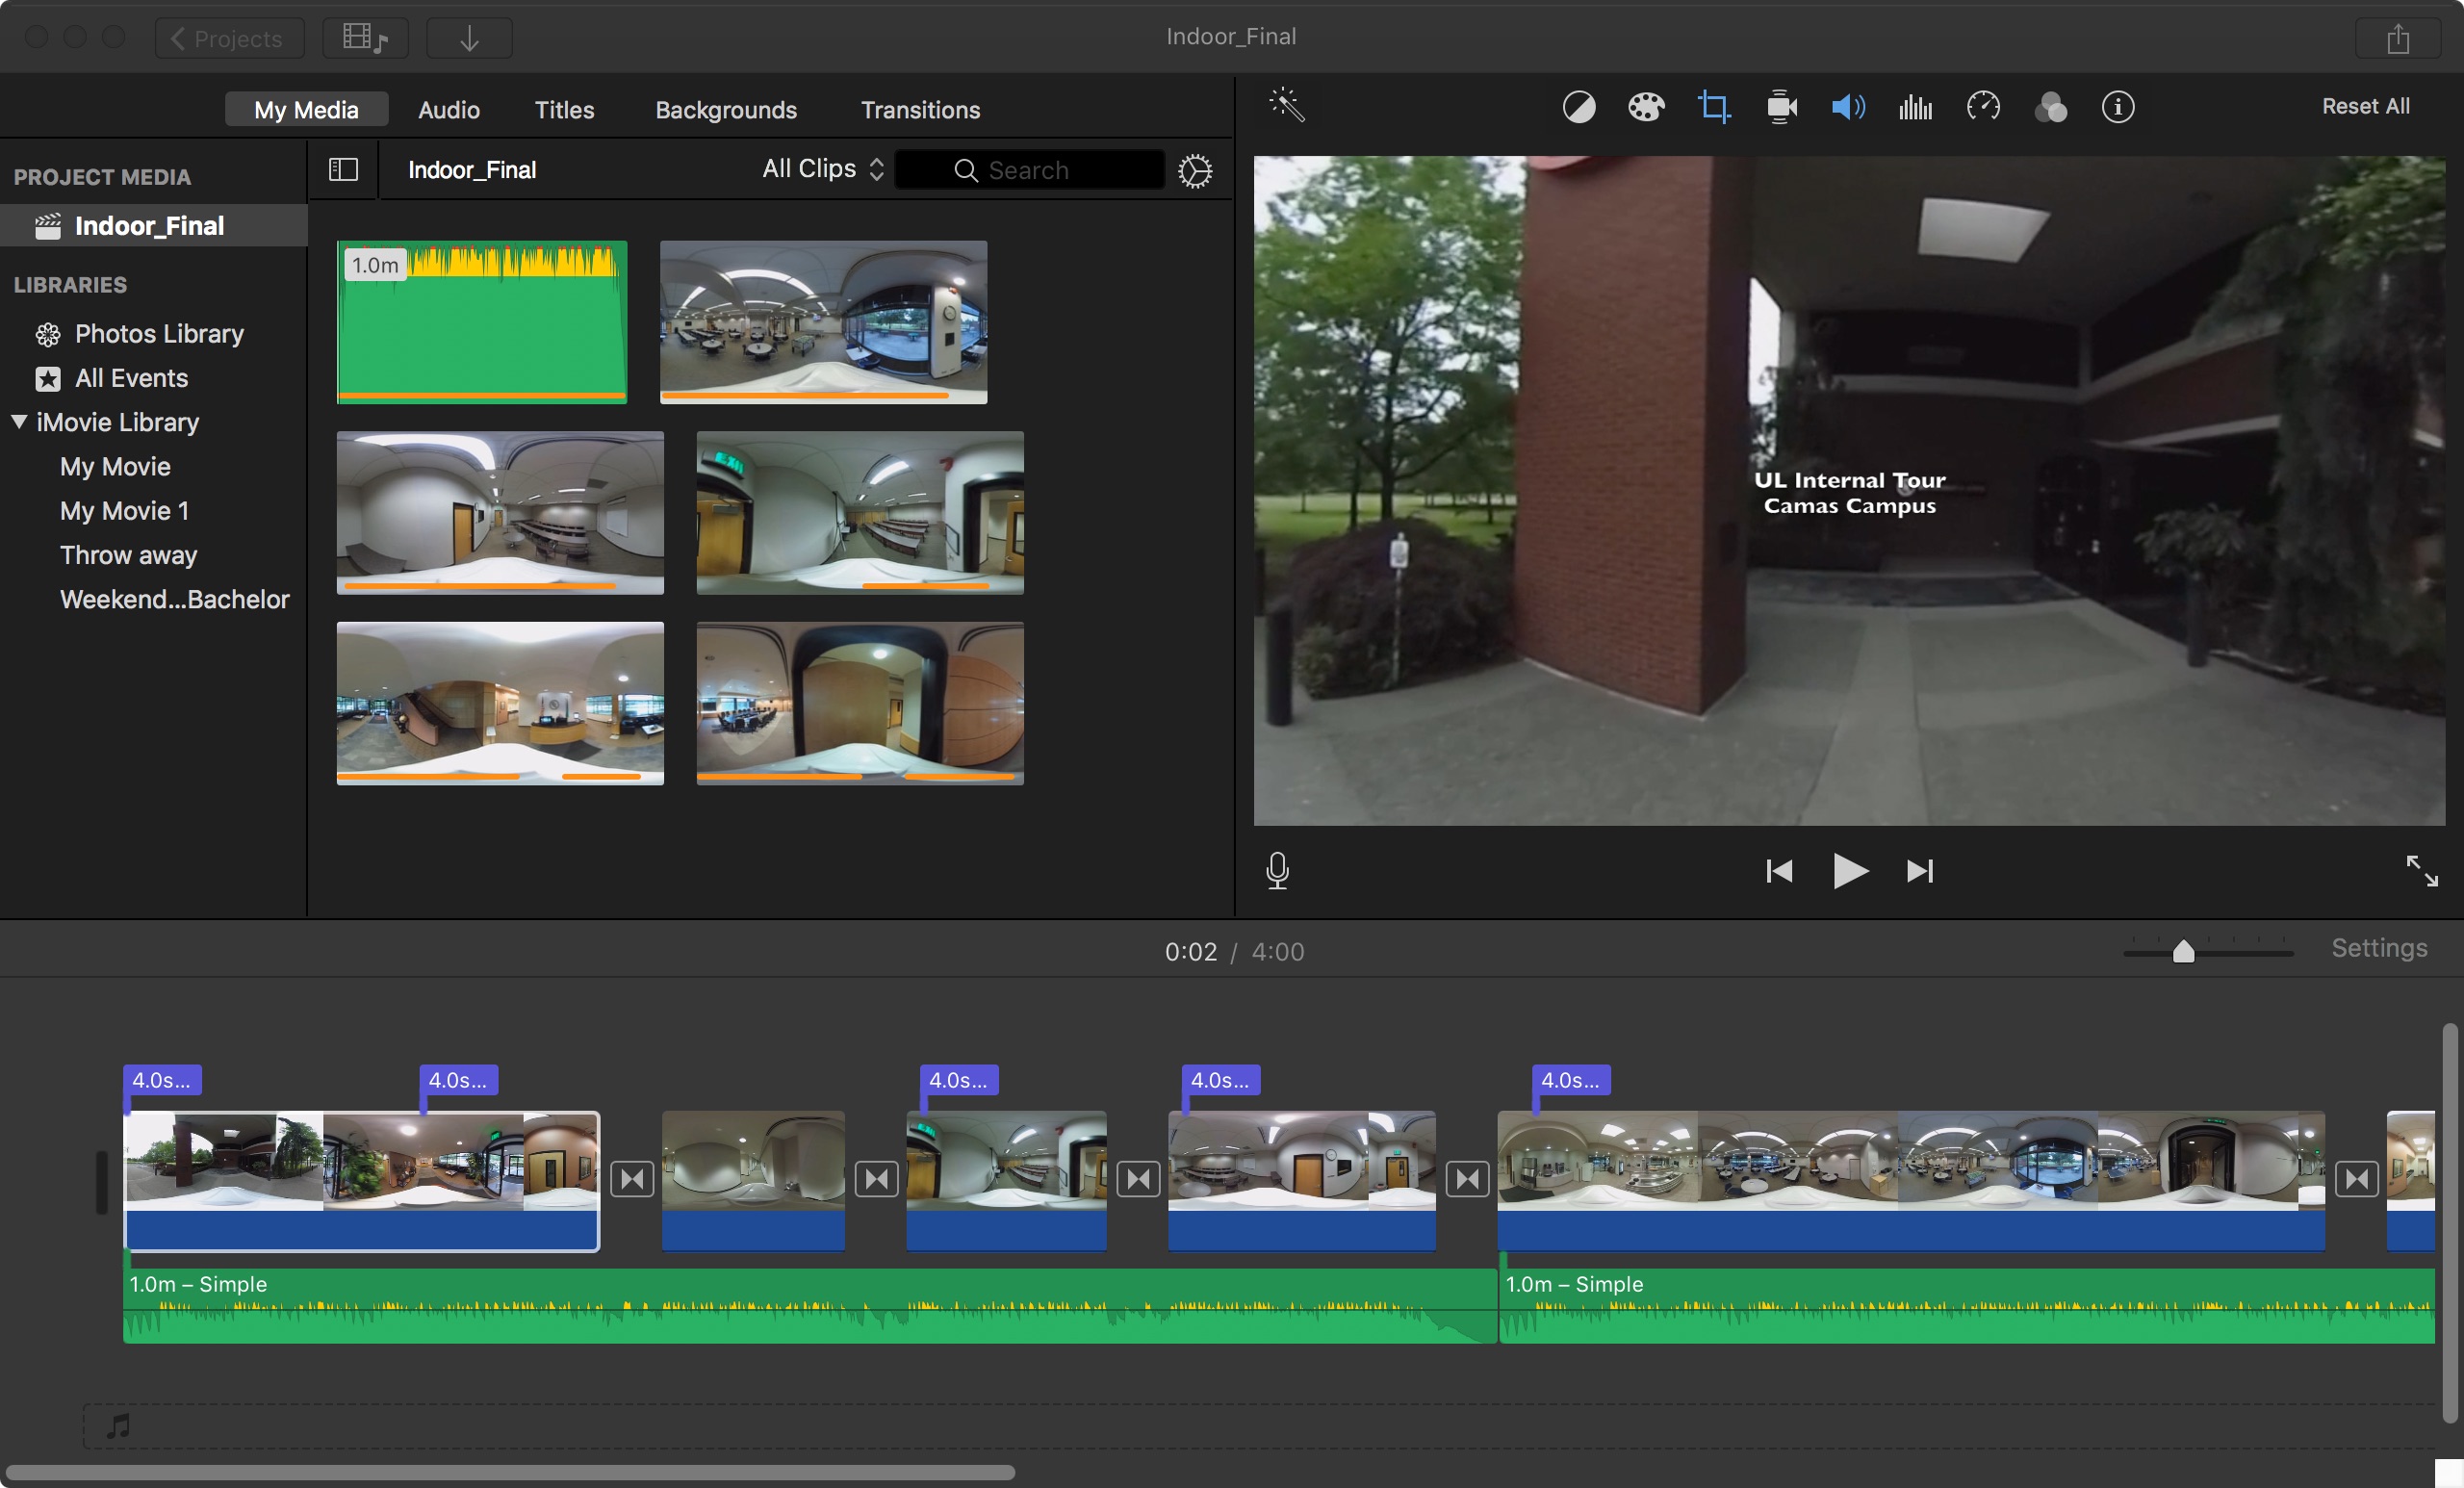 Projects
Indoor_Final
My Media
Audio
Titles
Backgrounds
Transitions
Reset All
PROJECT MEDIA
Indoor_Final
LIBRARIES
Photos Library
All Events
iMovie Library
My Movie
My Movie 1
Throw away
Weekend...Bachelor
Indoor_Final
All Clips
Search
1.0m
EXIT
UL Internal Tour
Camas Campus
0:02 / 4:00
Settings
4.0s...
4.0s...
4.0s...
4.0s...
4.0s...
1.0m – Simple
1.0m – Simple